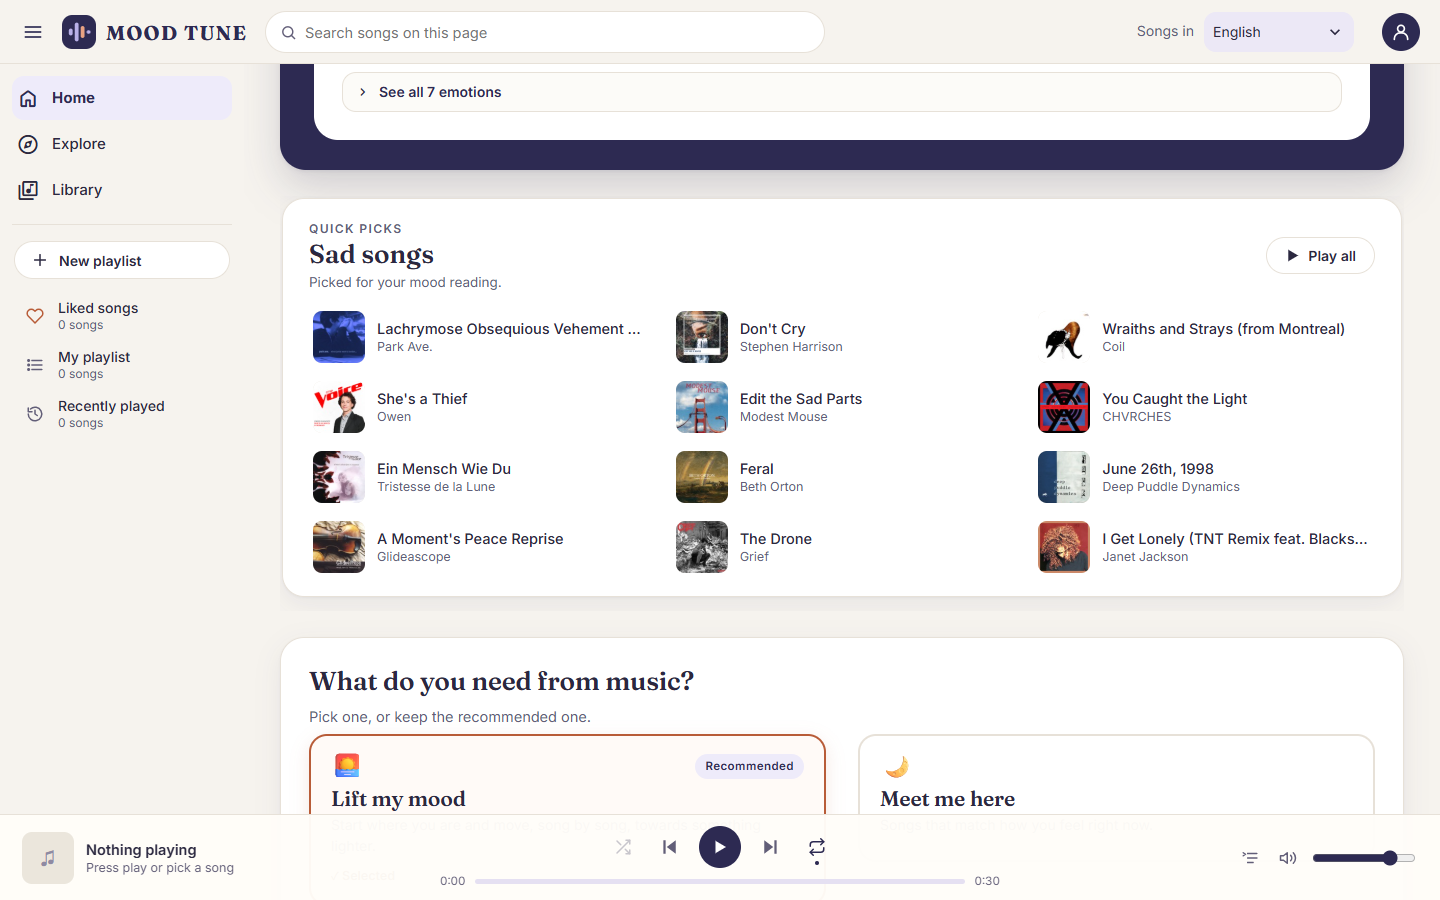 MOOD TUNE
Search songs on this page
Songs in
English
Home
Explore
Library
New playlist
Liked songs
0 songs
My playlist
0 songs
Recently played
0 songs
See all 7 emotions
QUICK PICKS
Sad songs
Picked for your mood reading.
Play all
Lachrymose Obsequious Vehement ...
Park Ave.
Don't Cry
Stephen Harrison
Wraiths and Strays (from Montreal)
Coil
She's a Thief
Owen
Edit the Sad Parts
Modest Mouse
You Caught the Light
CHVRCHES
Ein Mensch Wie Du
Tristesse de la Lune
Feral
Beth Orton
June 26th, 1998
Deep Puddle Dynamics
A Moment's Peace Reprise
Glideascope
The Drone
Grief
I Get Lonely (TNT Remix feat. Blacks...
Janet Jackson
What do you need from music?
Pick one, or keep the recommended one.
Recommended
Lift my mood
Meet me here
Nothing playing
Press play or pick a song
0:00
0:30